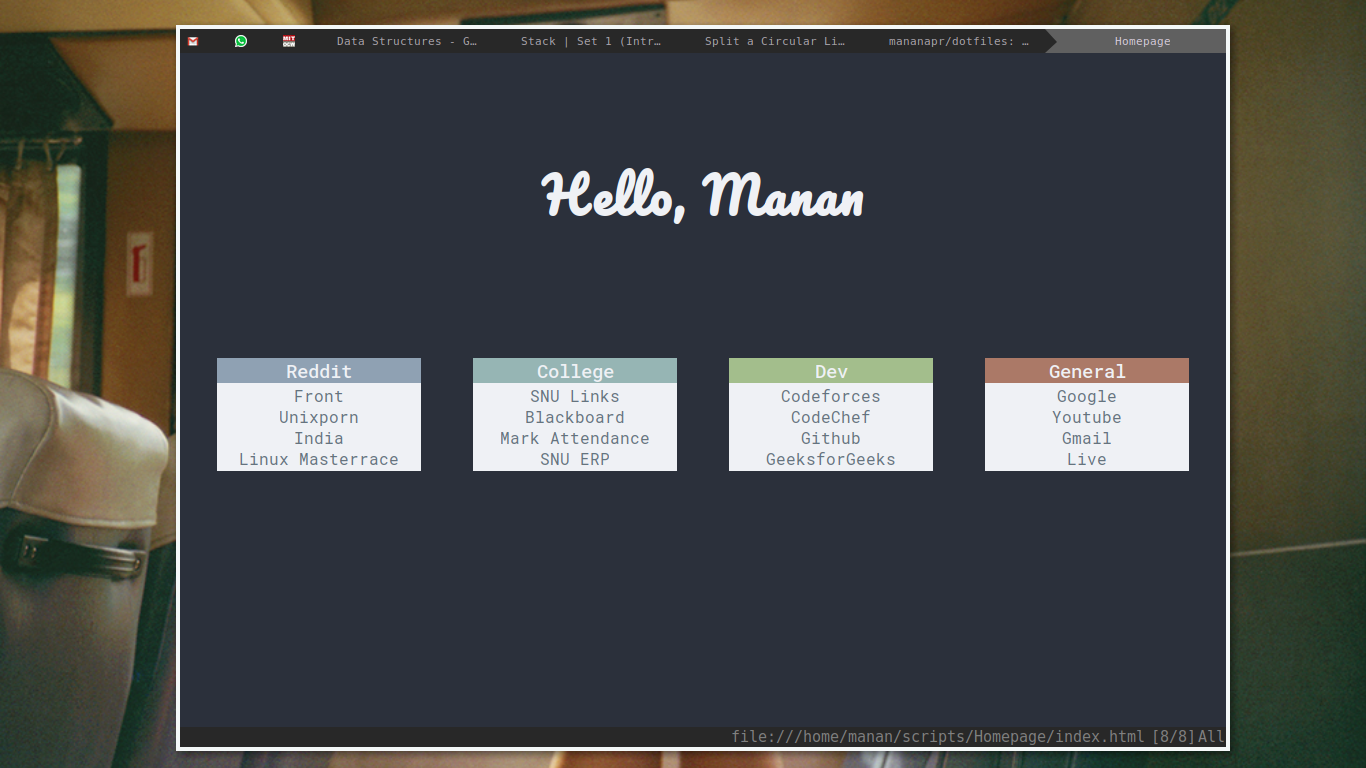 Data Structures - G…
Stack | Set 1 (Intr…
Split a Circular Li…
mananapr/dotfiles: …
Homepage
Hello, Manan
Reddit
Front
Unixporn
India
Linux Masterrace
College
SNU Links
Blackboard
Mark Attendance
SNU ERP
Dev
Codeforces
CodeChef
Github
GeeksforGeeks
General
Google
Youtube
Gmail
Live
file:///home/manan/scripts/Homepage/index.html [8/8] All